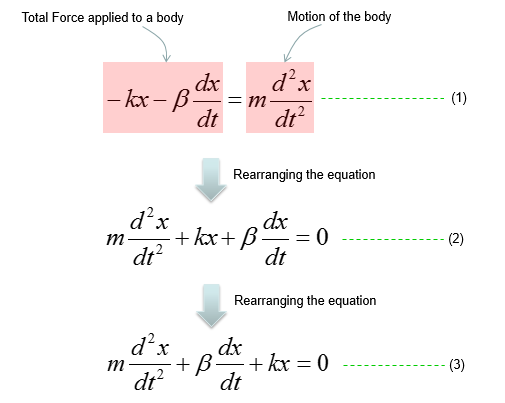 Total Force applied to a body Motion of the body
−kx − β dx/dt = m d²x/dt² (1)
Rearranging the equation
m d²x/dt² + kx + β dx/dt = 0 (2)
Rearranging the equation
m d²x/dt² + β dx/dt + kx = 0 (3)